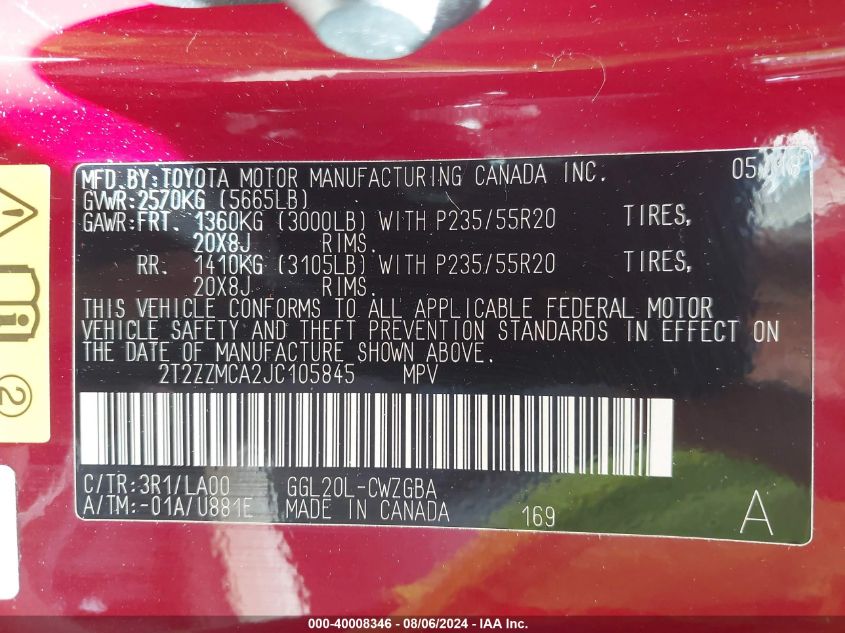 MFD.BY:TOYOTA MOTOR MANUFACTURING CANADA INC.
GVWR:2570KG (5665LB)
GAWR:FRT. 1360KG (3000LB) WITH P235/55R20 TIRES,
20X8J RIMS.
RR. 1410KG (3105LB) WITH P235/55R20 TIRES,
20X8J RIMS.
THIS VEHICLE CONFORMS TO ALL APPLICABLE FEDERAL MOTOR
VEHICLE SAFETY AND THEFT PREVENTION STANDARDS IN EFFECT ON
THE DATE OF MANUFACTURE SHOWN ABOVE.
2T2ZZMCA2JC105845 MPV
C/TR:3R1/LA00 GGL20L-CWZGBA
A/TM:-01A/U881E MADE IN CANADA 169 A
2
000-40008346 - 08/06/2024 - IAA Inc.